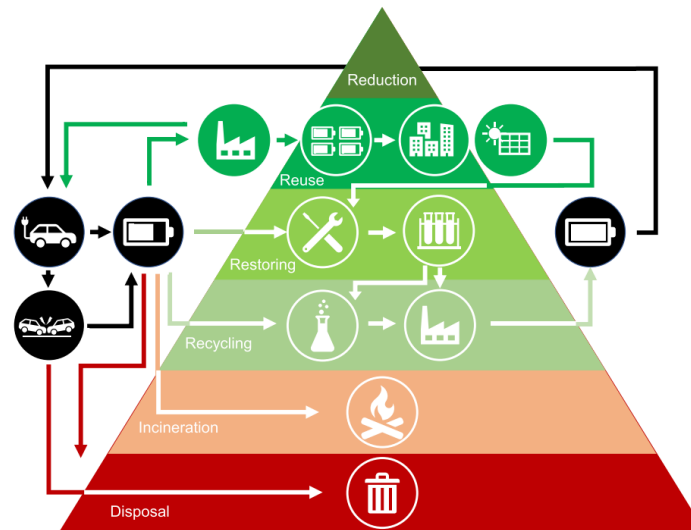 Reduction
Reuse
Restoring
Recycling
Incineration
Disposal